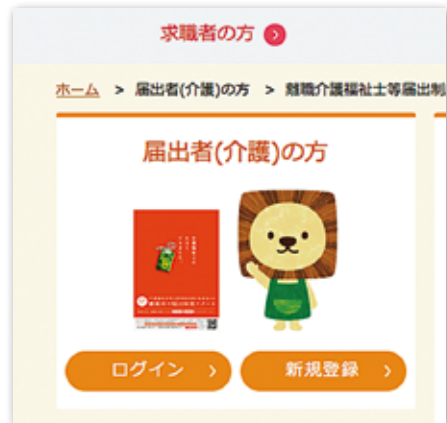 求職者の方
ホーム > 届出者(介護)の方 > 離職介護福祉士等届出制
届出者(介護)の方
ログイン
新規登録